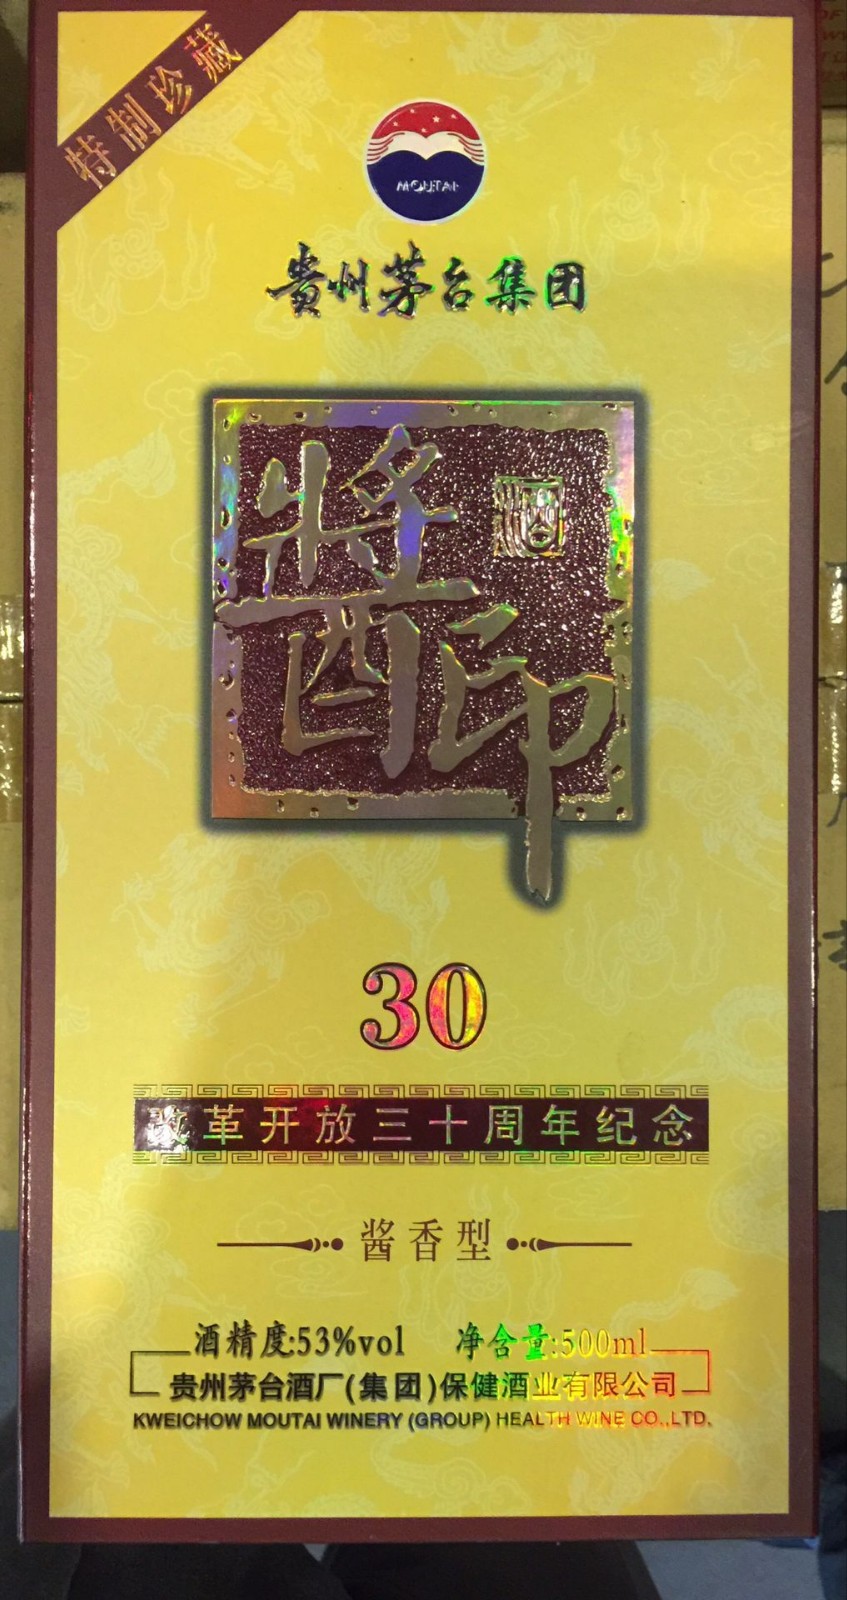 特制珍藏
MOUTAI
贵州茅台集团
酱印
30
改革开放三十周年纪念
酱香型
酒精度:53%vol 净含量:500ml
贵州茅台酒厂(集团)保健酒业有限公司
KWEICHOW MOUTAI WINERY (GROUP) HEALTH WINE CO.,LTD.